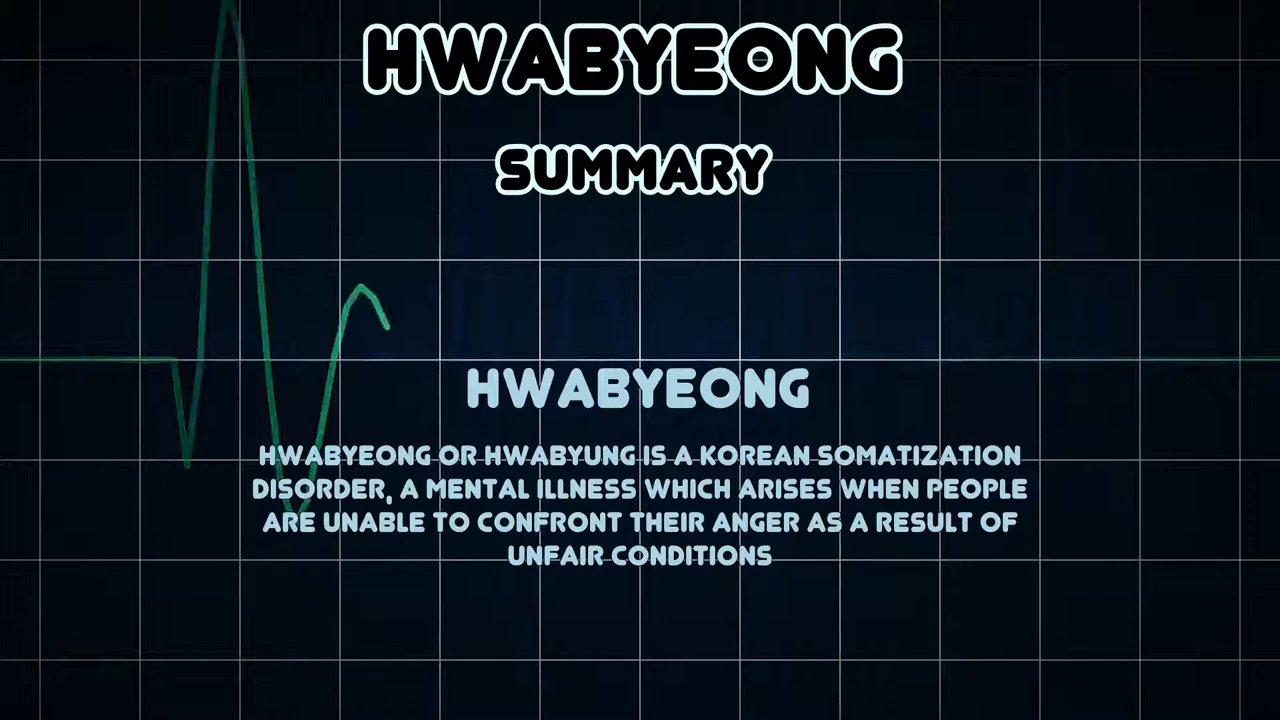 HWABYEONG
SUMMARY
HWABYEONG
HWABYEONG OR HWABYUNG IS A KOREAN SOMATIZATION
DISORDER, A MENTAL ILLNESS WHICH ARISES WHEN PEOPLE
ARE UNABLE TO CONFRONT THEIR ANGER AS A RESULT OF
UNFAIR CONDITIONS